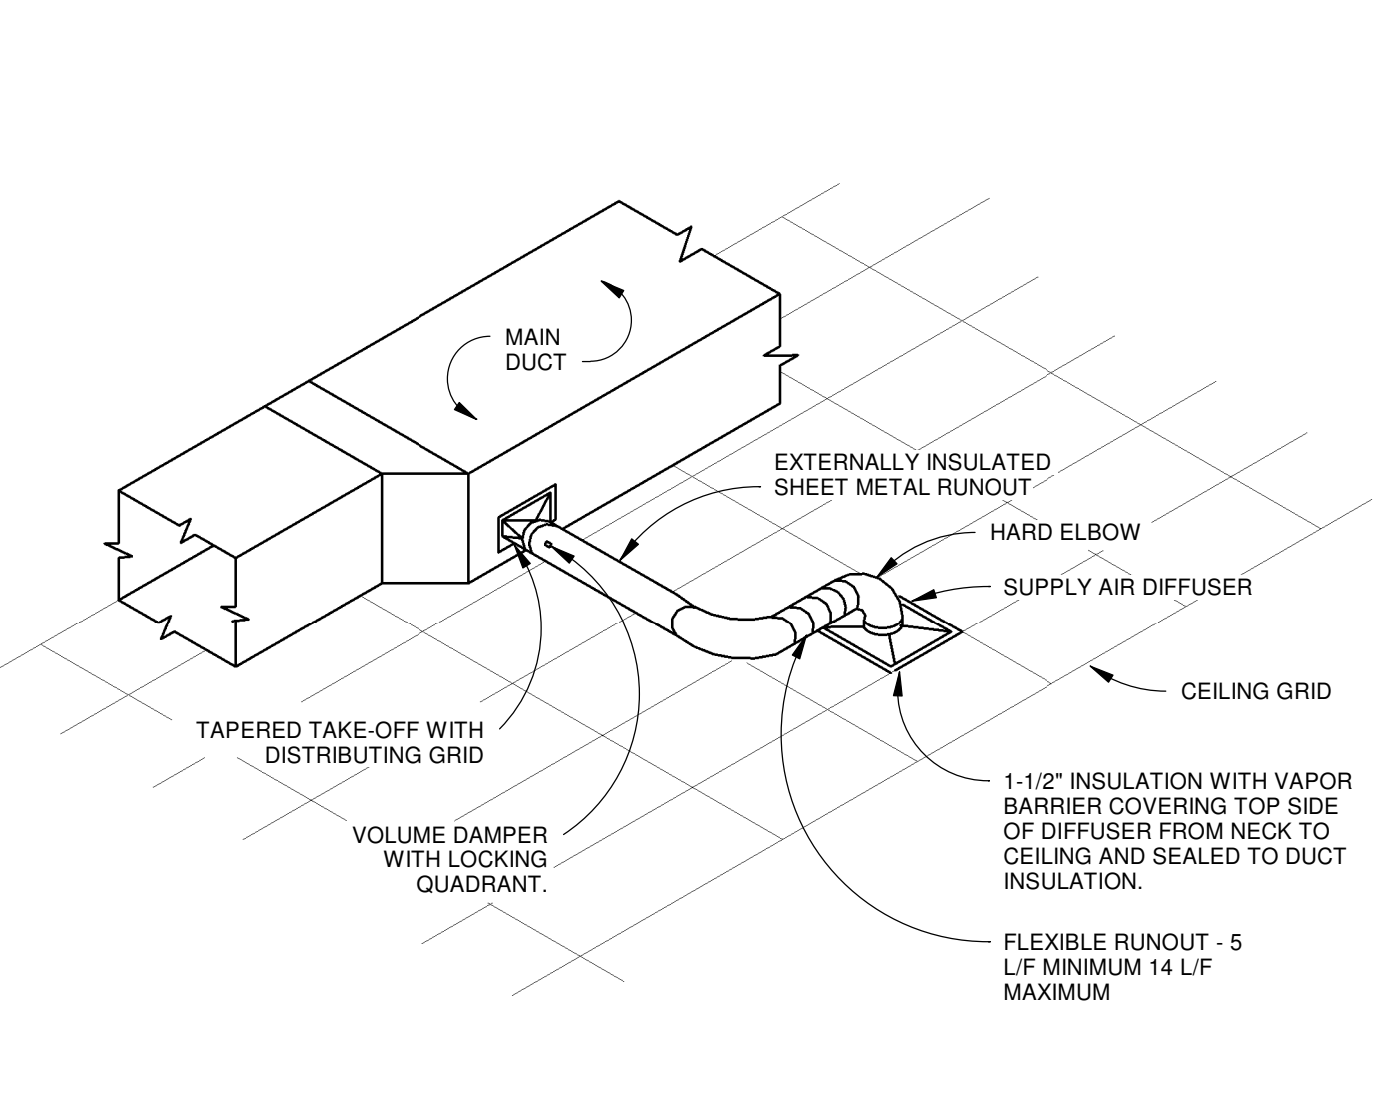 MAIN
DUCT
EXTERNALLY INSULATED
SHEET METAL RUNOUT
HARD ELBOW
SUPPLY AIR DIFFUSER
CEILING GRID
TAPERED TAKE-OFF WITH
DISTRIBUTING GRID
1-1/2" INSULATION WITH VAPOR
BARRIER COVERING TOP SIDE
OF DIFFUSER FROM NECK TO
CEILING AND SEALED TO DUCT
INSULATION.
VOLUME DAMPER
WITH LOCKING
QUADRANT.
FLEXIBLE RUNOUT - 5
L/F MINIMUM 14 L/F
MAXIMUM